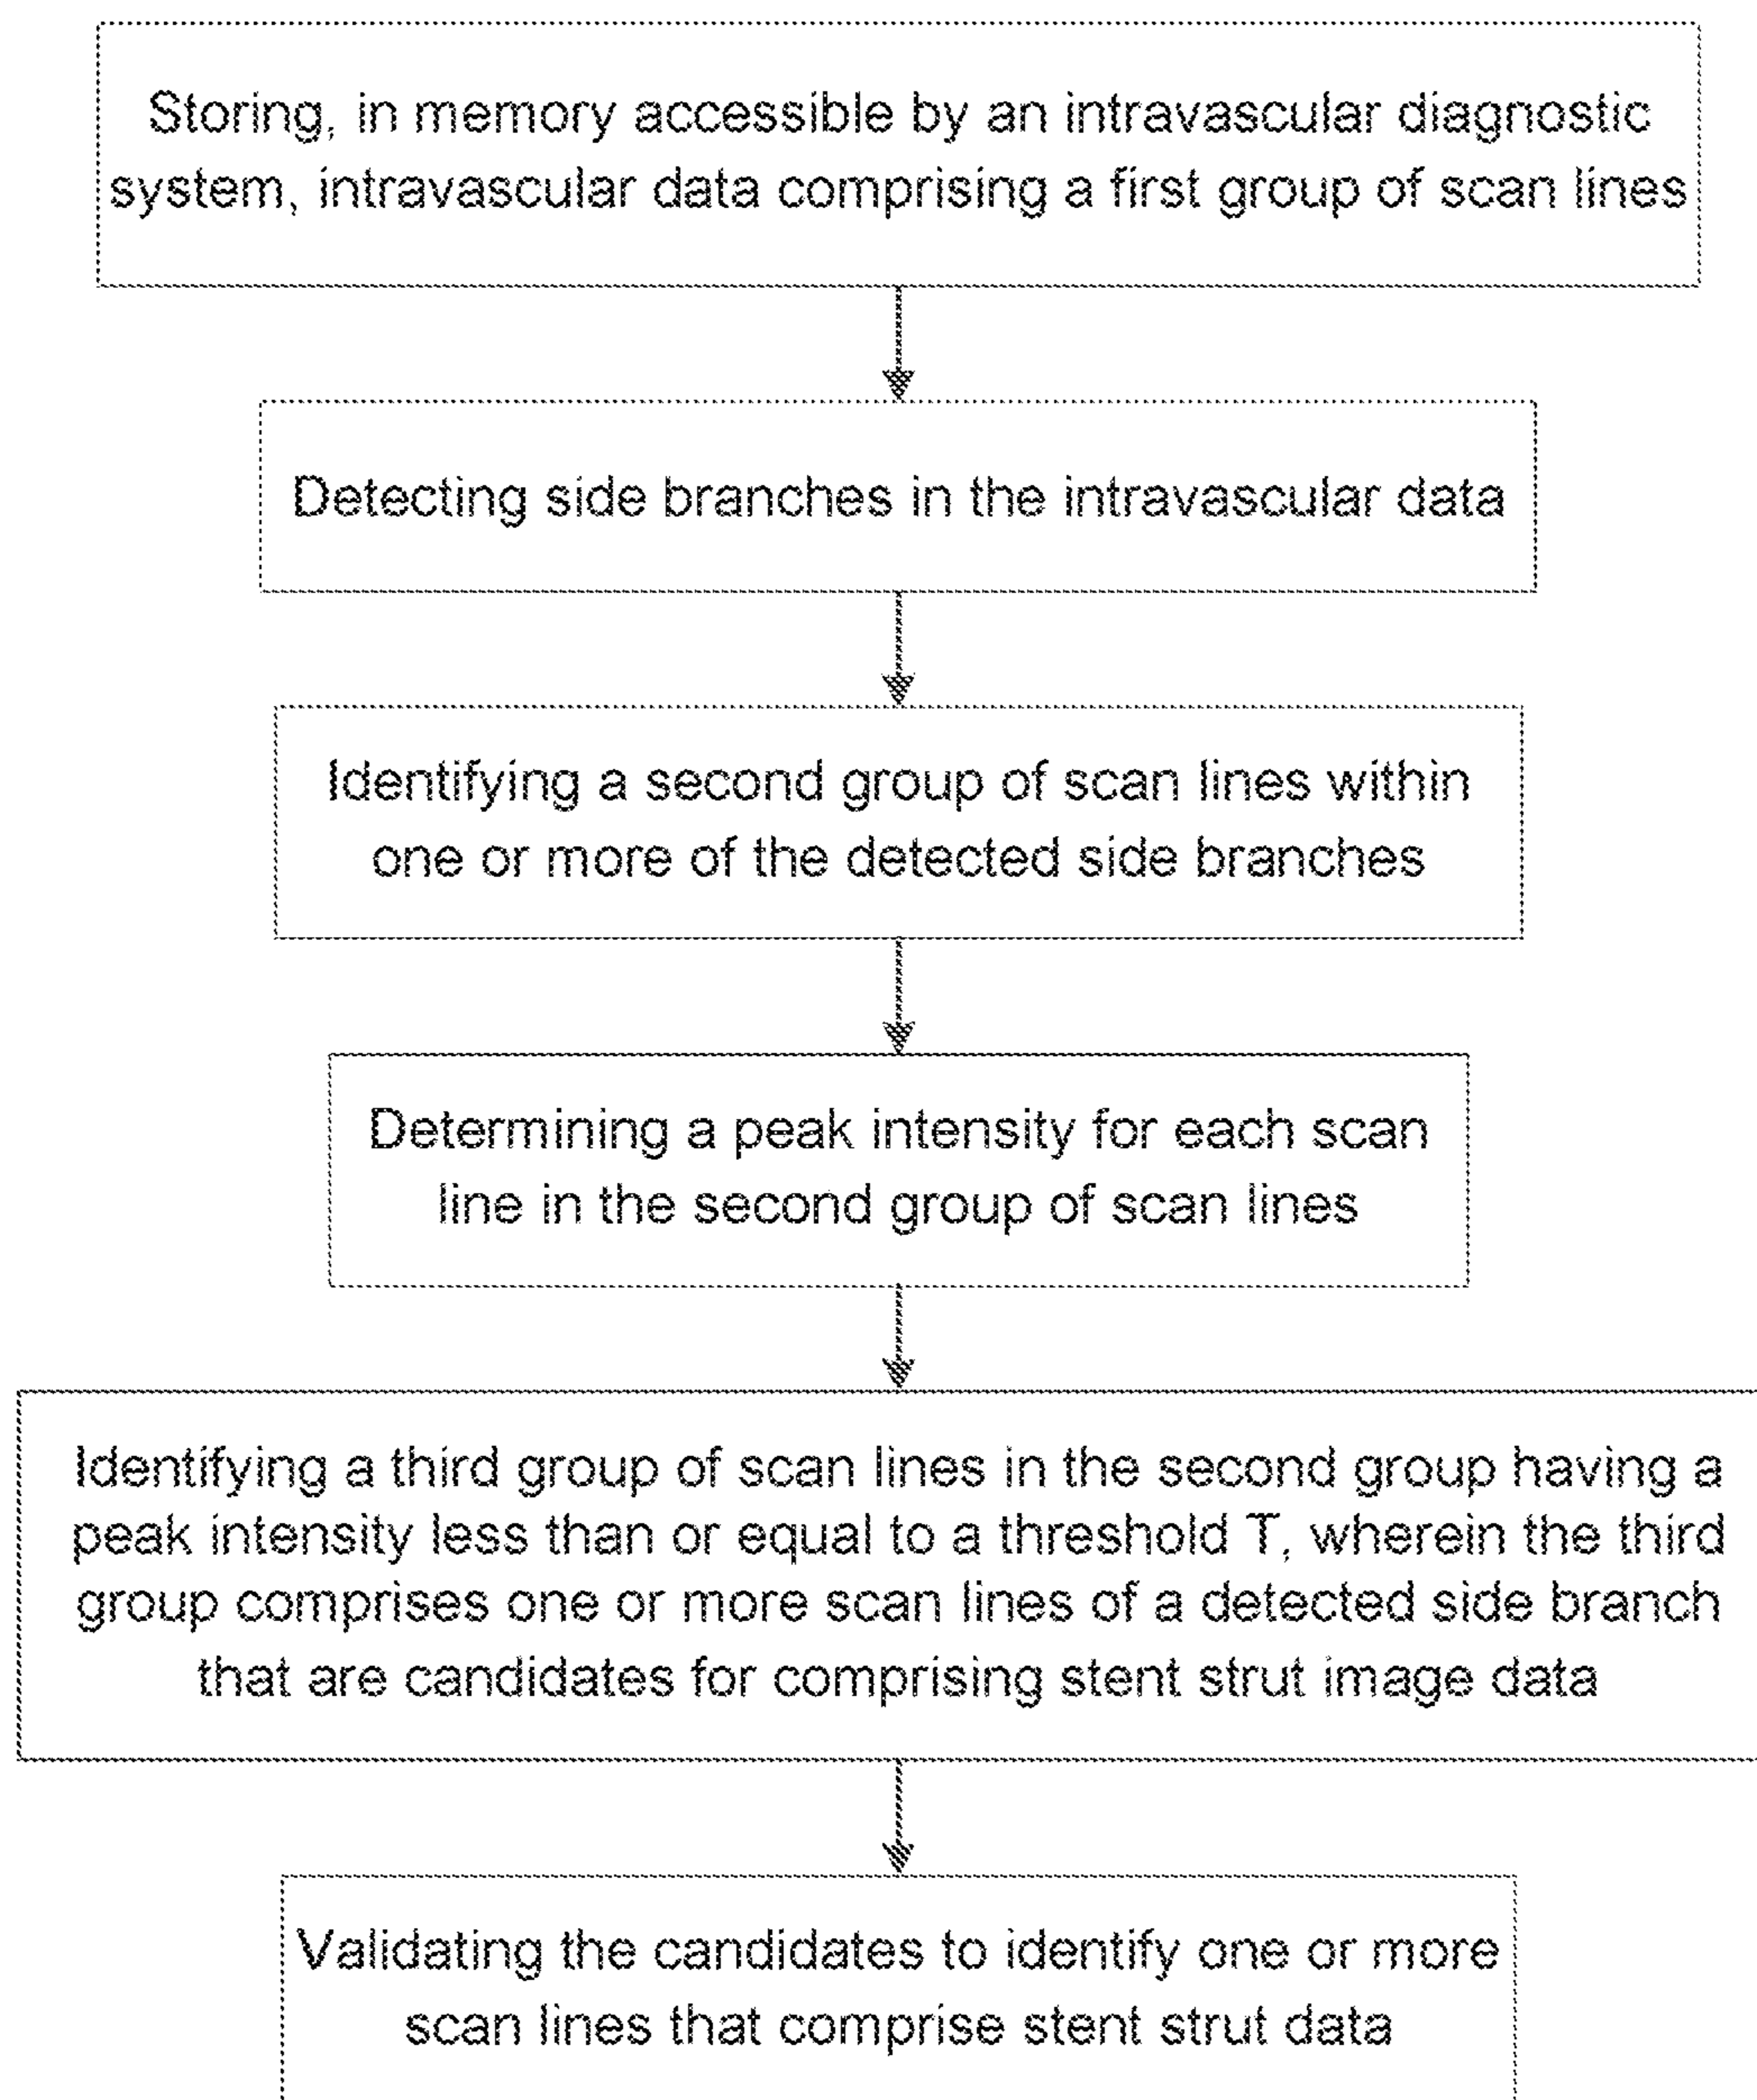 Storing, in memory accessible by an intravascular diagnostic
system, intravascular data comprising a first group of scan lines
Detecting side branches in the intravascular data
Identifying a second group of scan lines within
one or more of the detected side branches
Determining a peak intensity for each scan
line in the second group of scan lines
Identifying a third group of scan lines in the second group having a
peak intensity less than or equal to a threshold T, wherein the third
group comprises one or more scan lines of a detected side branch
that are candidates for comprising stent strut image data
Validating the candidates to identify one or more
scan lines that comprise stent strut data